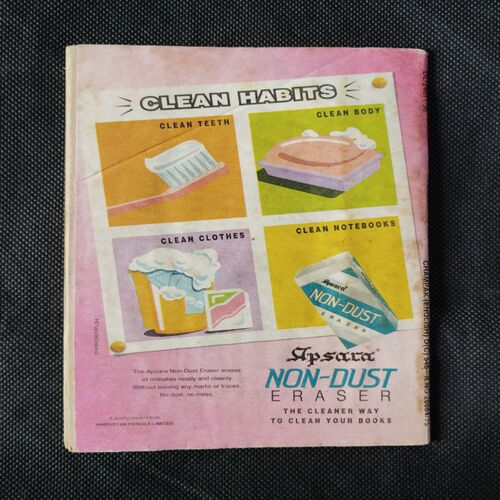 CLEAN HABITS
CLEAN TEETH
CLEAN BODY
CLEAN CLOTHES
CLEAN NOTEBOOKS
Apsara
NON-DUST
ERASER
The Apsara Non-Dust Eraser erases
all mistakes neatly and cleanly.
Without leaving any marks or traces.
No dust, no mess.
A quality product from
HINDUSTAN PENCILS LIMITED
Apsara
NON-DUST
ERASER
THE CLEANER WAY
TO CLEAN YOUR BOOKS
CHAMPAK (ENGLISH)